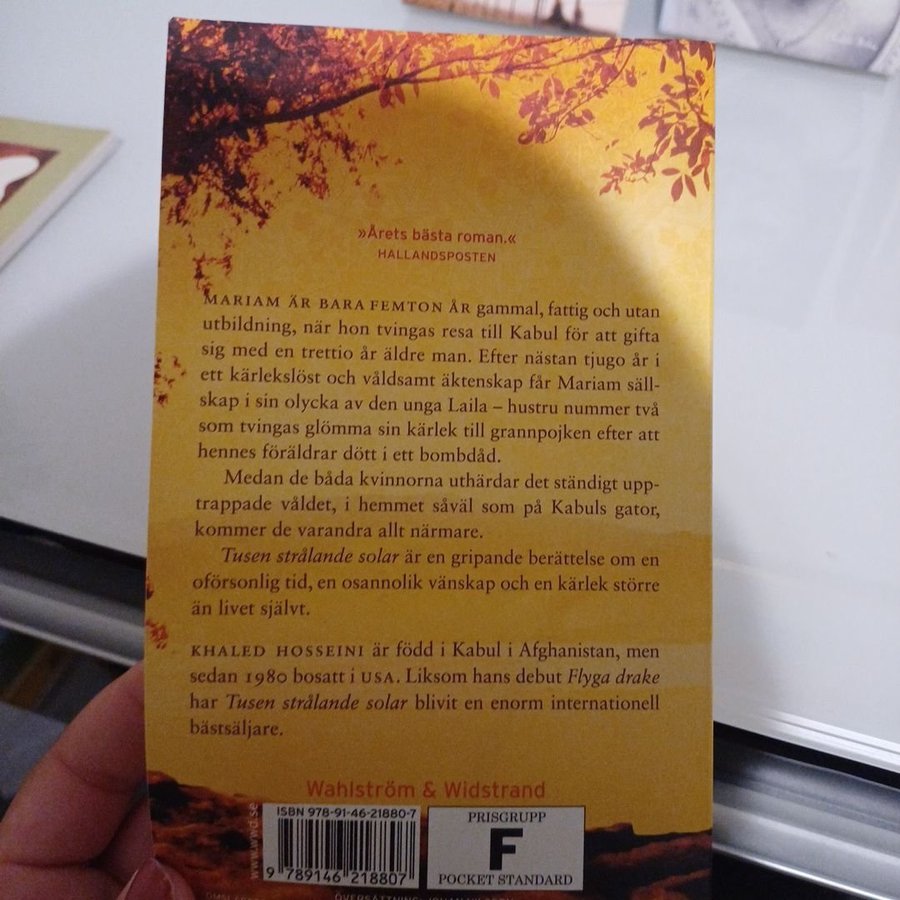 »Årets bästa roman.«
HALLANDSPOSTEN
MARIAM ÄR BARA FEMTON ÅR gammal, fattig och utan
utbildning, när hon tvingas resa till Kabul för att gifta
sig med en trettio år äldre man. Efter nästan tjugo år i
ett kärlekslöst och våldsamt äktenskap får Mariam säll-
skap i sin olycka av den unga Laila – hustru nummer två
som tvingas glömma sin kärlek till grannpojken efter att
hennes föräldrar dött i ett bombdåd.
Medan de båda kvinnorna uthärdar det ständigt upp-
trappade våldet, i hemmet såväl som på Kabuls gator,
kommer de varandra allt närmare.
Tusen strålande solar är en gripande berättelse om en
oförsonlig tid, en osannolik vänskap och en kärlek större
än livet självt.
KHALED HOSSEINI är född i Kabul i Afghanistan, men
sedan 1980 bosatt i USA. Liksom hans debut Flyga drake
har Tusen strålande solar blivit en enorm internationell
bästsäljare.
Wahlström & Widstrand
www.wwd.se
ISBN 978-91-46-21880-7
9 789146 218807
PRISGRUPP
F
POCKET STANDARD
ÖVERSÄTTNING